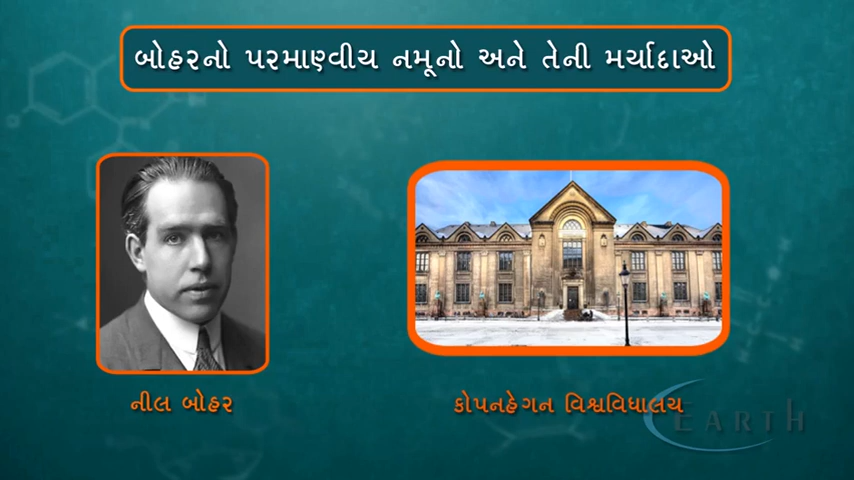 બોહરનો પરમાણ્વીય નમૂનો અને તેની મર્યાદાઓ
નીલ બોહર
કોપનહેગન વિશ્વવિધાલય
EARTH